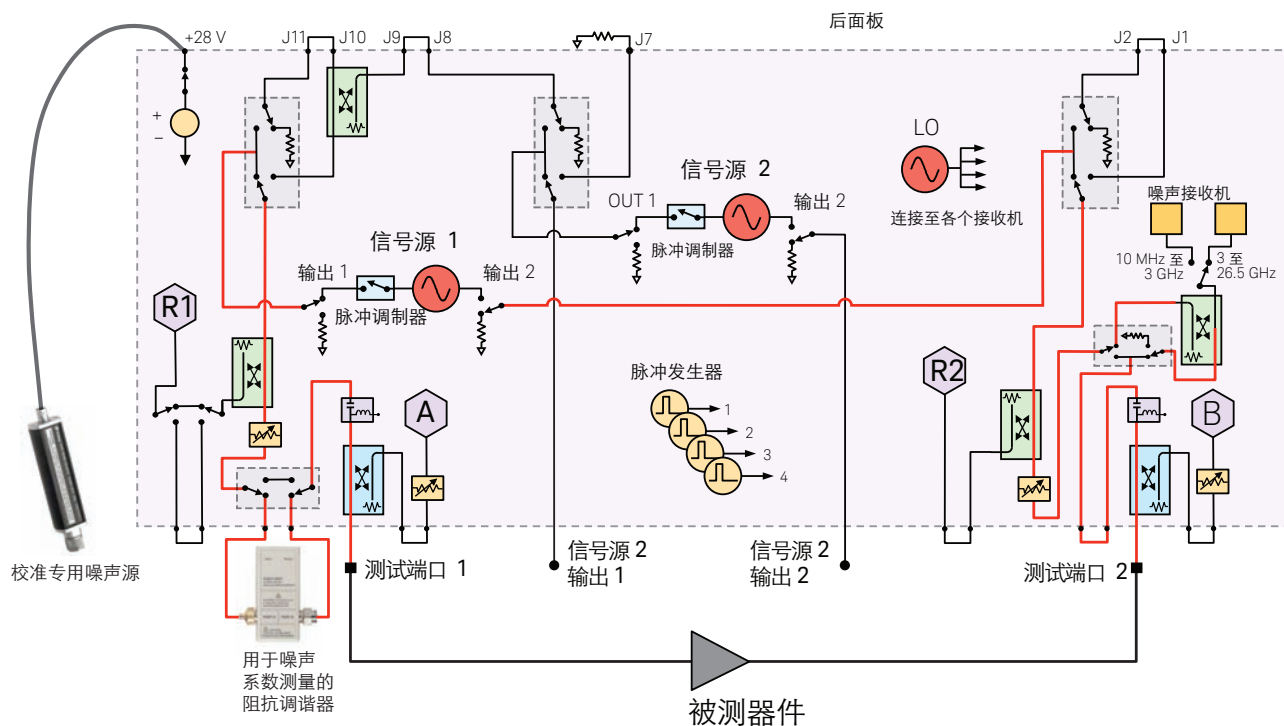 后面板
+28 V
J11
J10
J9
J8
J7
J2
J1
+
−
LO
连接至各个接收机
噪声接收机
10 MHz 至
3 GHz
3 至
26.5 GHz
信号源 2
OUT 1
输出 2
脉冲调制器
信号源 1
输出 1
输出 2
脉冲调制器
R1
A
脉冲发生器
1
2
3
4
R2
B
校准专用噪声源
测试端口 1
信号源 2
输出 1
信号源 2
输出 2
测试端口 2
用于噪声
系数测量的
阻抗调谐器
被测器件